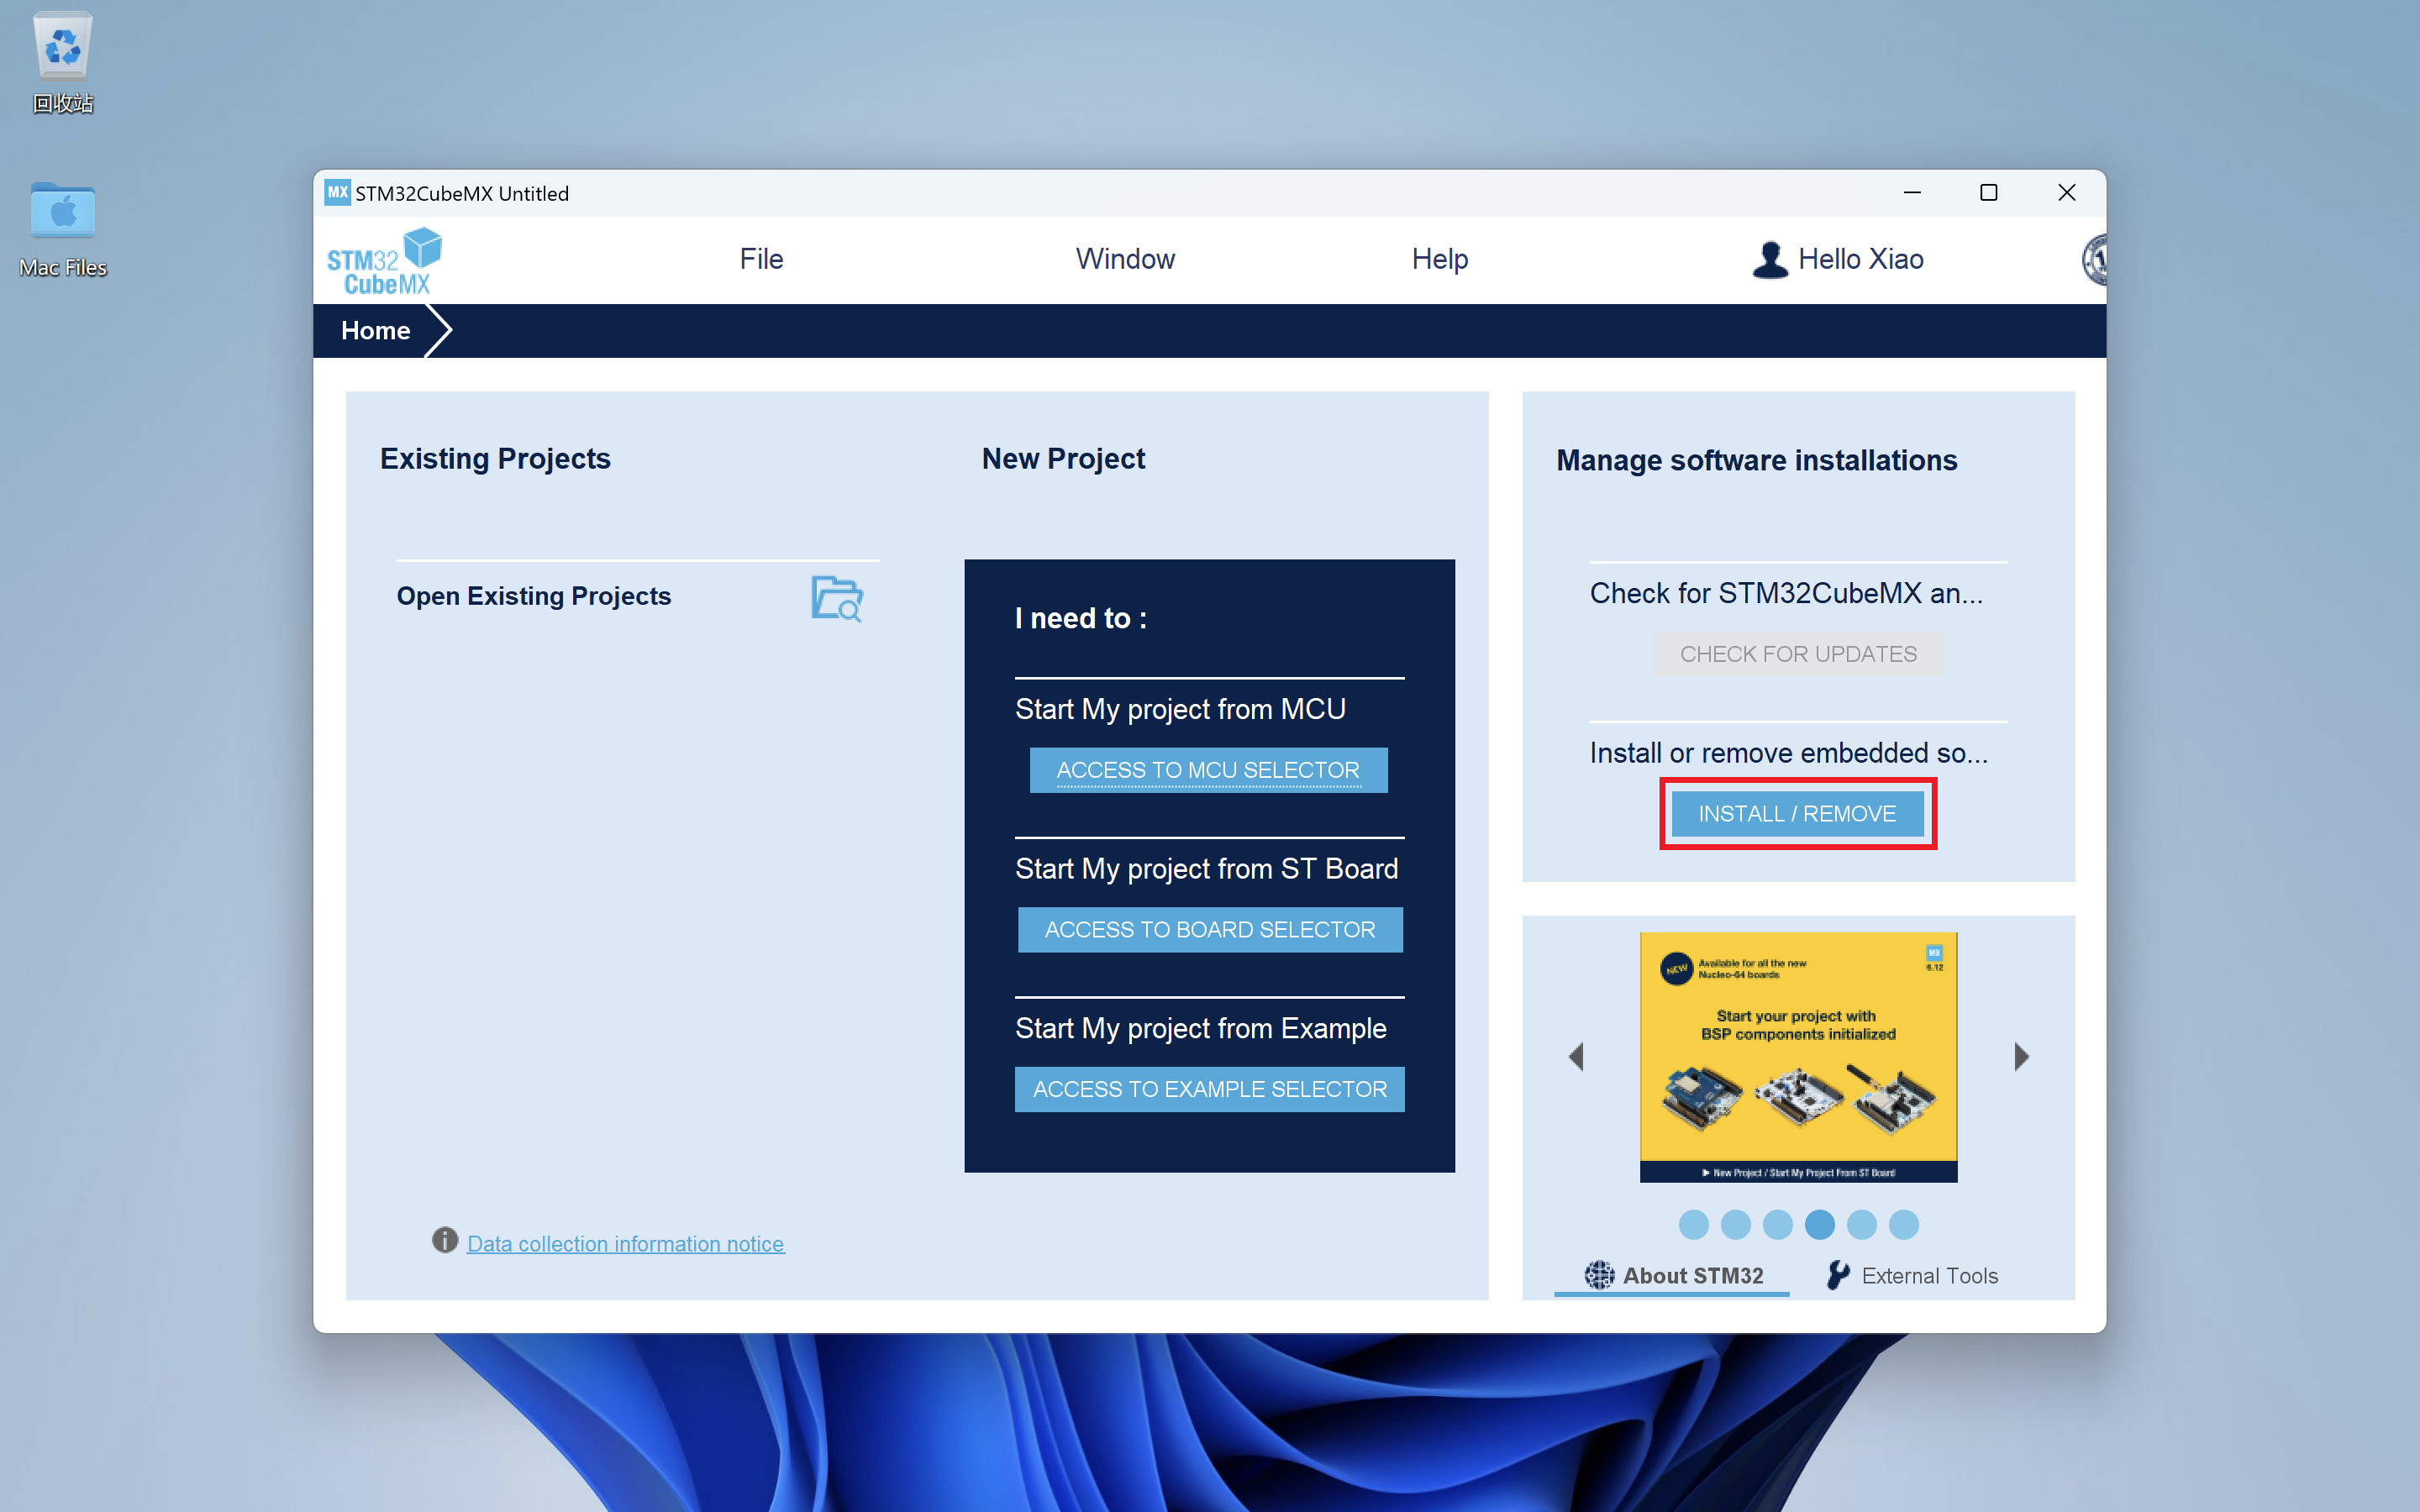 回收站
Mac Files
MX STM32CubeMX Untitled
STM32
CubeMX
File
Window
Help
Hello Xiao
Home
Existing Projects
Open Existing Projects
Data collection information notice
New Project
I need to :
Start My project from MCU
ACCESS TO MCU SELECTOR
Start My project from ST Board
ACCESS TO BOARD SELECTOR
Start My project from Example
ACCESS TO EXAMPLE SELECTOR
Manage software installations
Check for STM32CubeMX an...
CHECK FOR UPDATES
Install or remove embedded so...
INSTALL / REMOVE
NEW
Available for all the new
Nucleo-64 boards
MX
6.12
Start your project with
BSP components initialized
New Project / Start My Project From ST Board
About STM32
External Tools